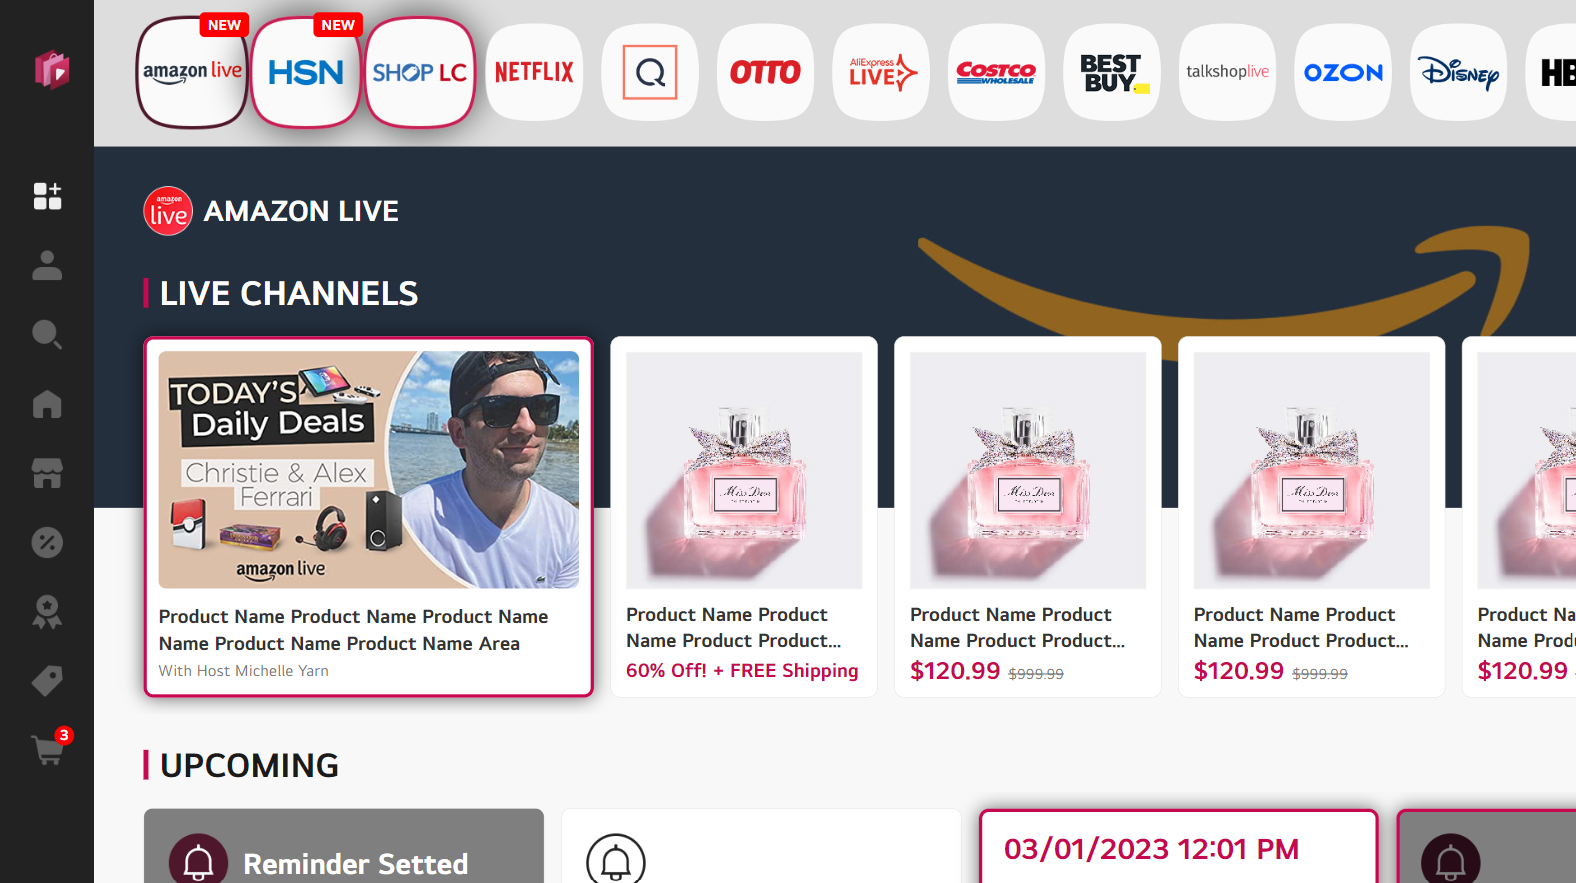 NEW
NEW
amazon live
HSN
SHOP LC
NETFLIX
Q
OTTO
AliExpress
LIVE
COSTCO
WHOLESALE
BEST
BUY
talkshoplive
OZON
Disney
HB
amazon
live
AMAZON LIVE
LIVE CHANNELS
TODAY'S
Daily Deals
Christie & Alex
Ferrari
amazon live
Product Name Product Name Product Name
Name Product Name Product Name Area
With Host Michelle Yarn
Miss Dior
Product Name Product
Name Product Product...
60% Off! + FREE Shipping
Miss Dior
Product Name Product
Name Product Product...
$120.99 $999.99
Miss Dior
Product Name Product
Name Product Product...
$120.99 $999.99
Product Na
Name Prod
$120.99
3
UPCOMING
Reminder Setted
03/01/2023 12:01 PM